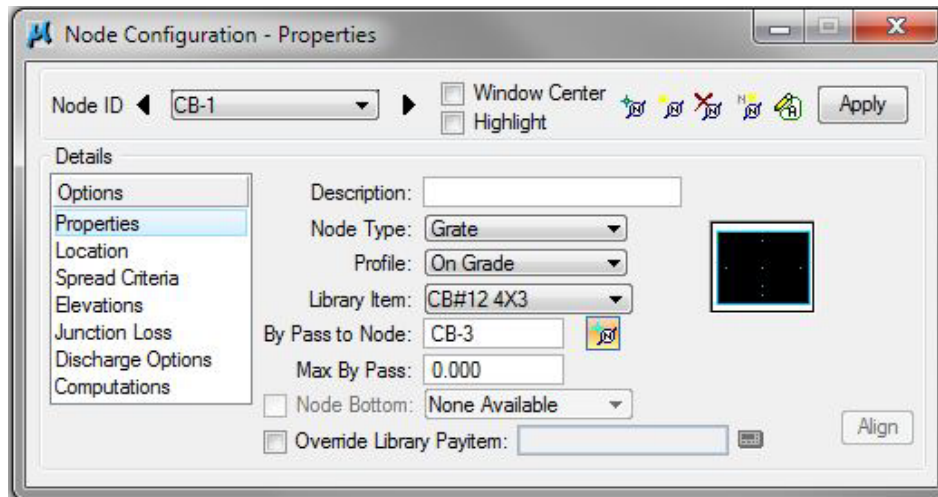 Node Configuration - Properties
Node ID CB-1 Window Center Apply
Highlight
Details
Options
Properties
Location
Spread Criteria
Elevations
Junction Loss
Discharge Options
Computations
Description:
Node Type: Grate
Profile: On Grade
Library Item: CB#12 4X3
By Pass to Node: CB-3
Max By Pass: 0.000
Node Bottom: None Available
Override Library Payitem:
Align